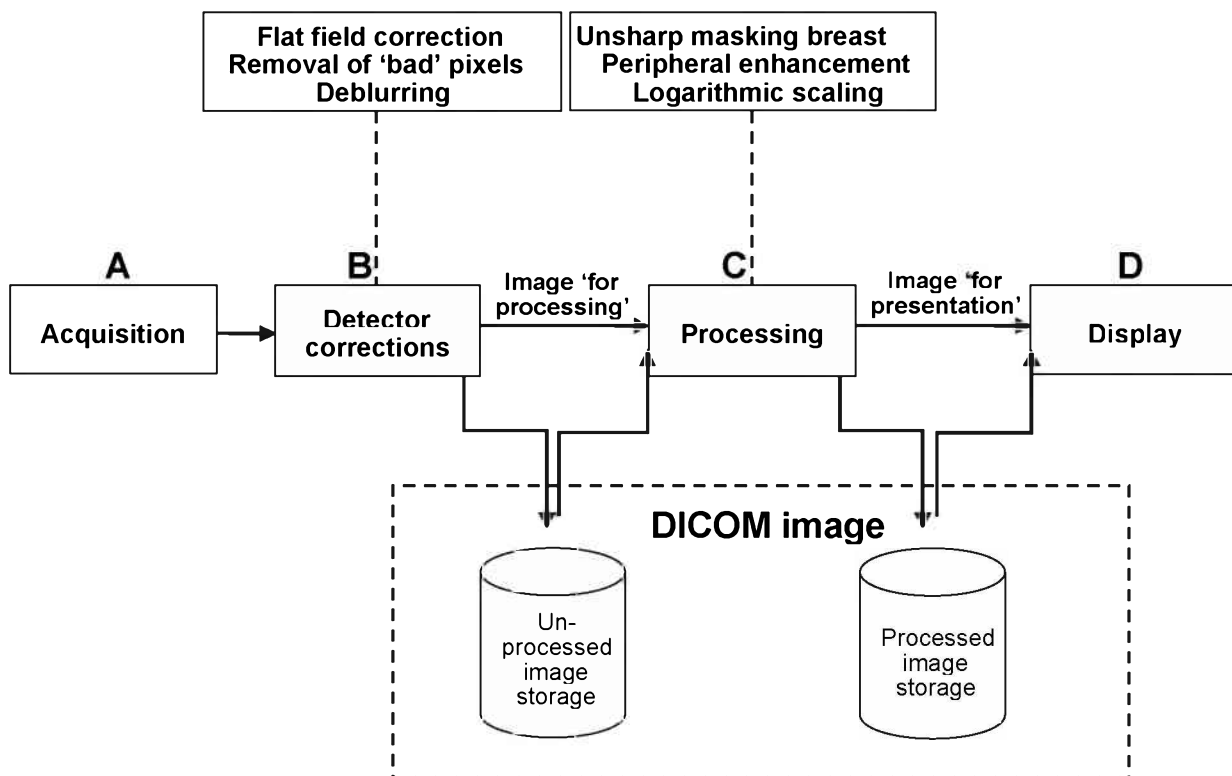 Flat field correction
Removal of ‘bad’ pixels
Deblurring
Unsharp masking breast
Peripheral enhancement
Logarithmic scaling
A
Acquisition
B
Detector
corrections
Image ‘for
processing’
C
Processing
Image ‘for
presentation’
D
Display
DICOM image
Un-
processed
image
storage
Processed
image
storage